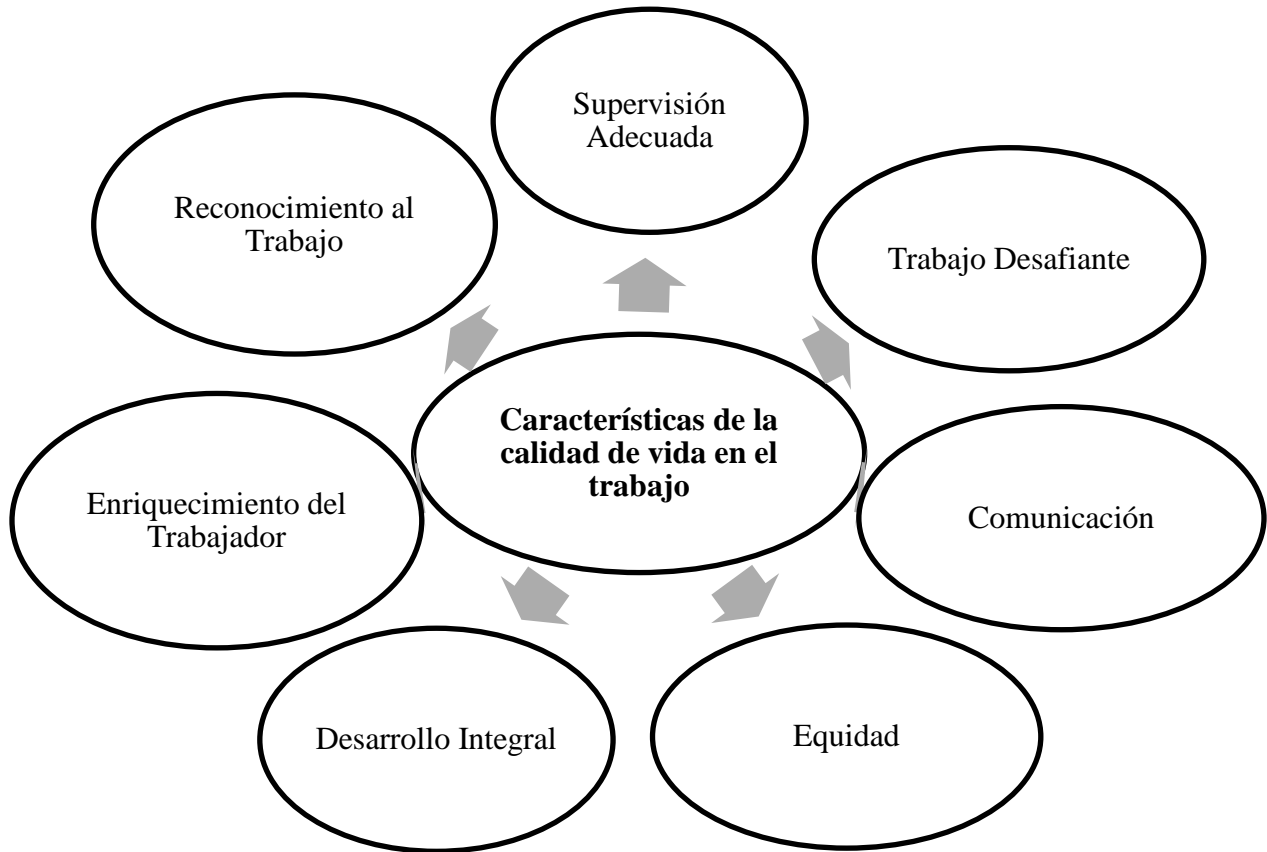 Supervisión
Adecuada
Reconocimiento al
Trabajo
Trabajo Desafiante
Características de la
calidad de vida en el
trabajo
Enriquecimiento del
Trabajador
Comunicación
Desarrollo Integral
Equidad